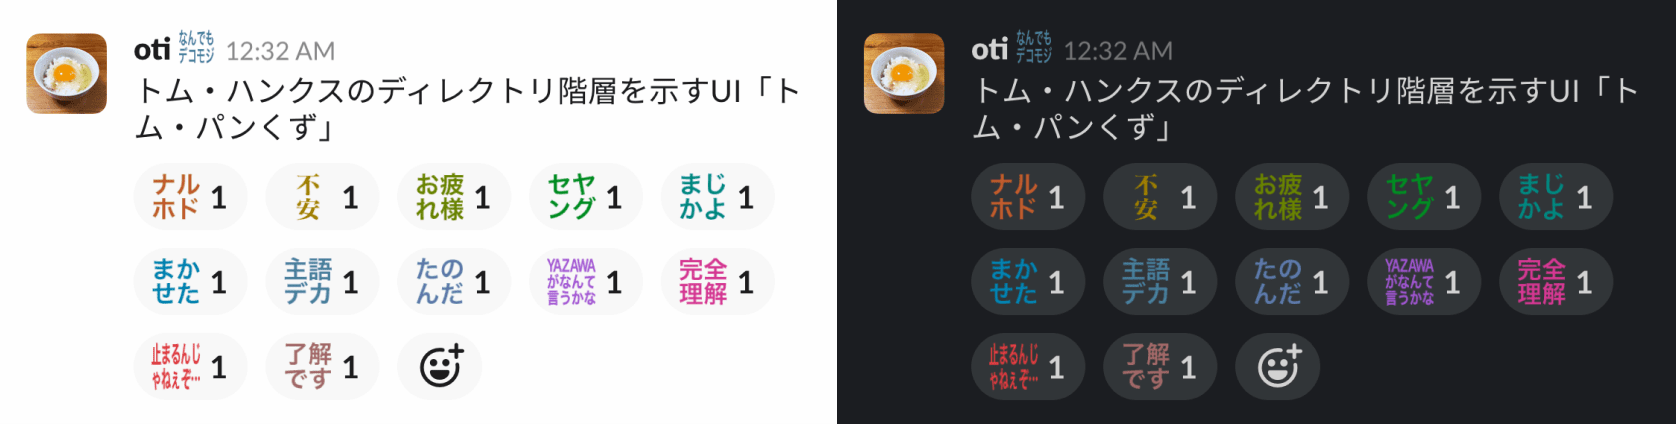 oti なんでもデコモジ 12:32 AM
トム・ハンクスのディレクトリ階層を示すUI「ト
ム・パンくず」
ナルホド 1 不安 1 お疲れ様 1 セヤング 1 まじかよ 1
まかせた 1 主語デカ 1 たのんだ 1 YAZAWAがなんて言うかな 1 完全理解 1
止まるんじゃねぇぞ… 1 了解です 1
oti なんでもデコモジ 12:32 AM
トム・ハンクスのディレクトリ階層を示すUI「ト
ム・パンくず」
ナルホド 1 不安 1 お疲れ様 1 セヤング 1 まじかよ 1
まかせた 1 主語デカ 1 たのんだ 1 YAZAWAがなんて言うかな 1 完全理解 1
止まるんじゃねぇぞ… 1 了解です 1